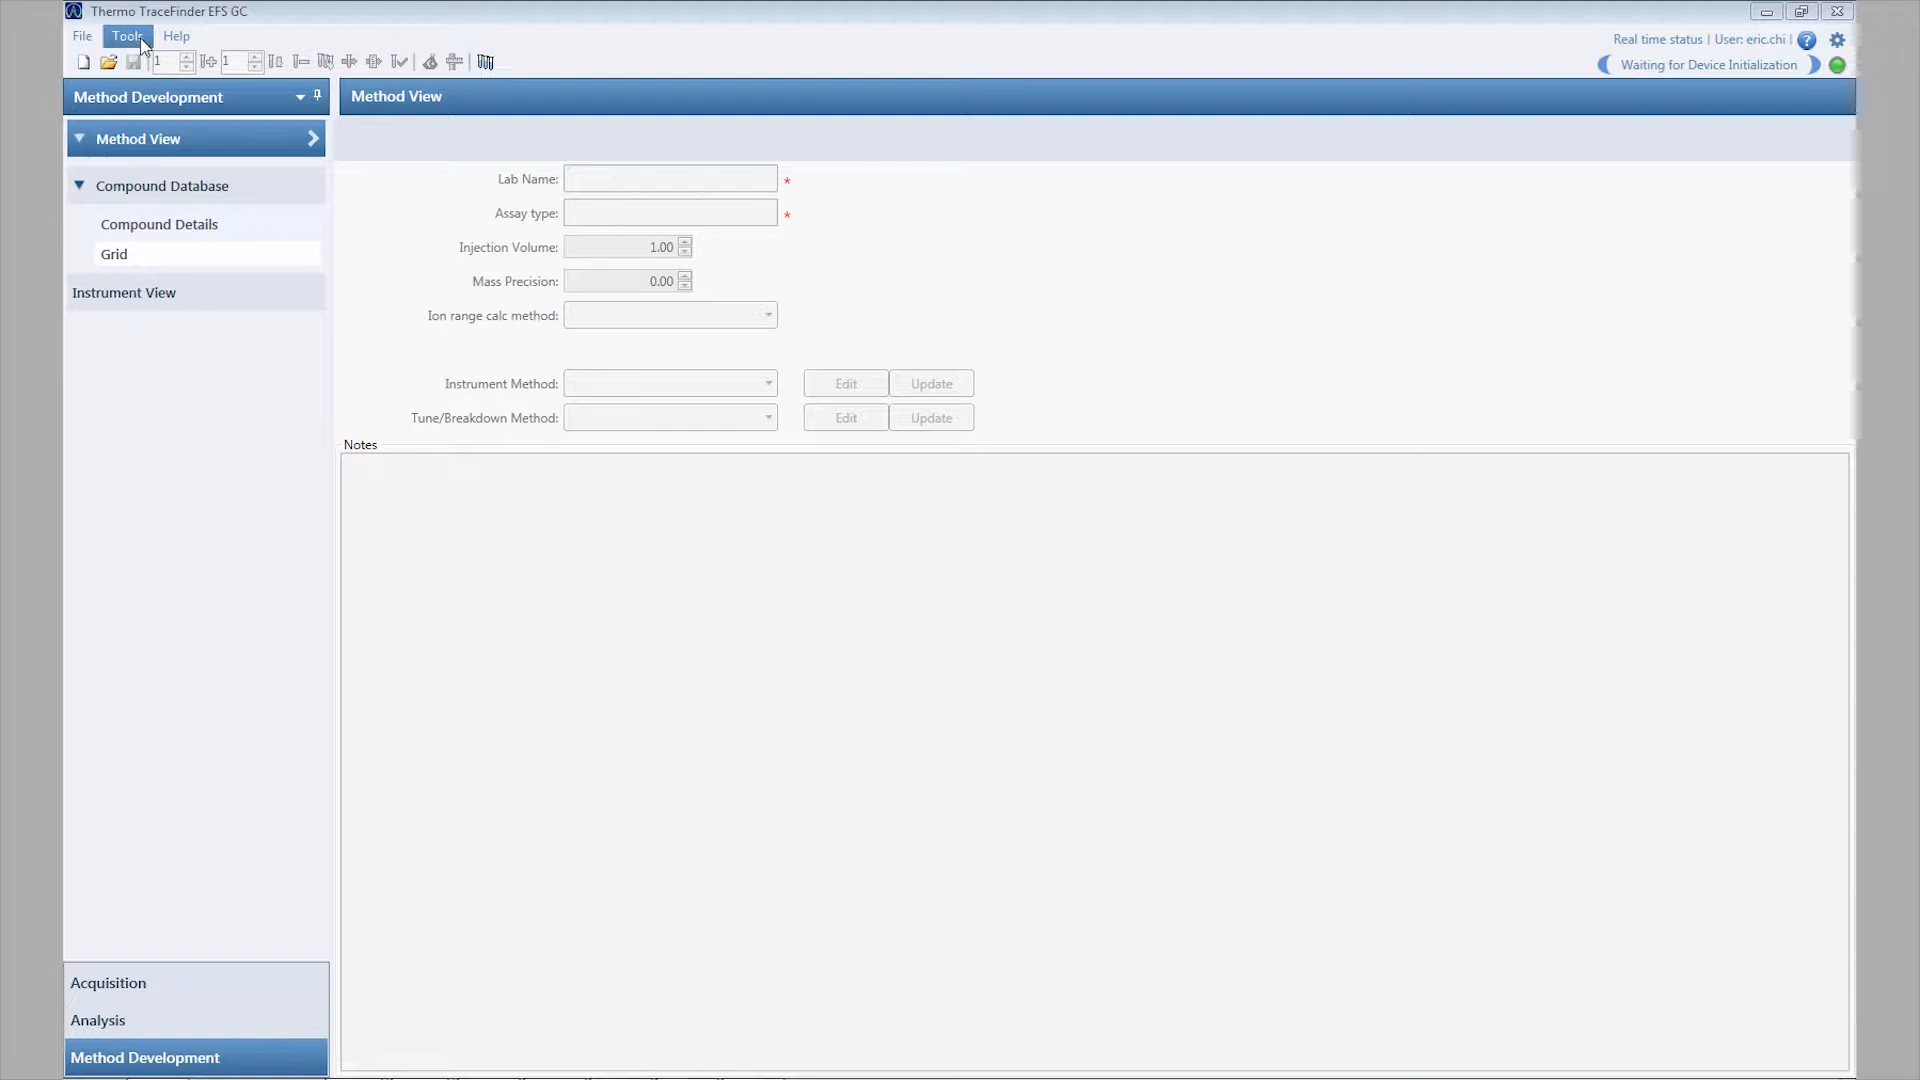 Thermo TraceFinder EFS GC
File Tools Help
Real time status | User: eric.chi
1 1
Waiting for Device Initialization
Method Development
Method View
Method View
Compound Database
Compound Details
Grid
Instrument View
Lab Name: *
Assay type: *
Injection Volume: 1.00
Mass Precision: 0.00
Ion range calc method:
Instrument Method: Edit Update
Tune/Breakdown Method: Edit Update
Notes
Acquisition
Analysis
Method Development